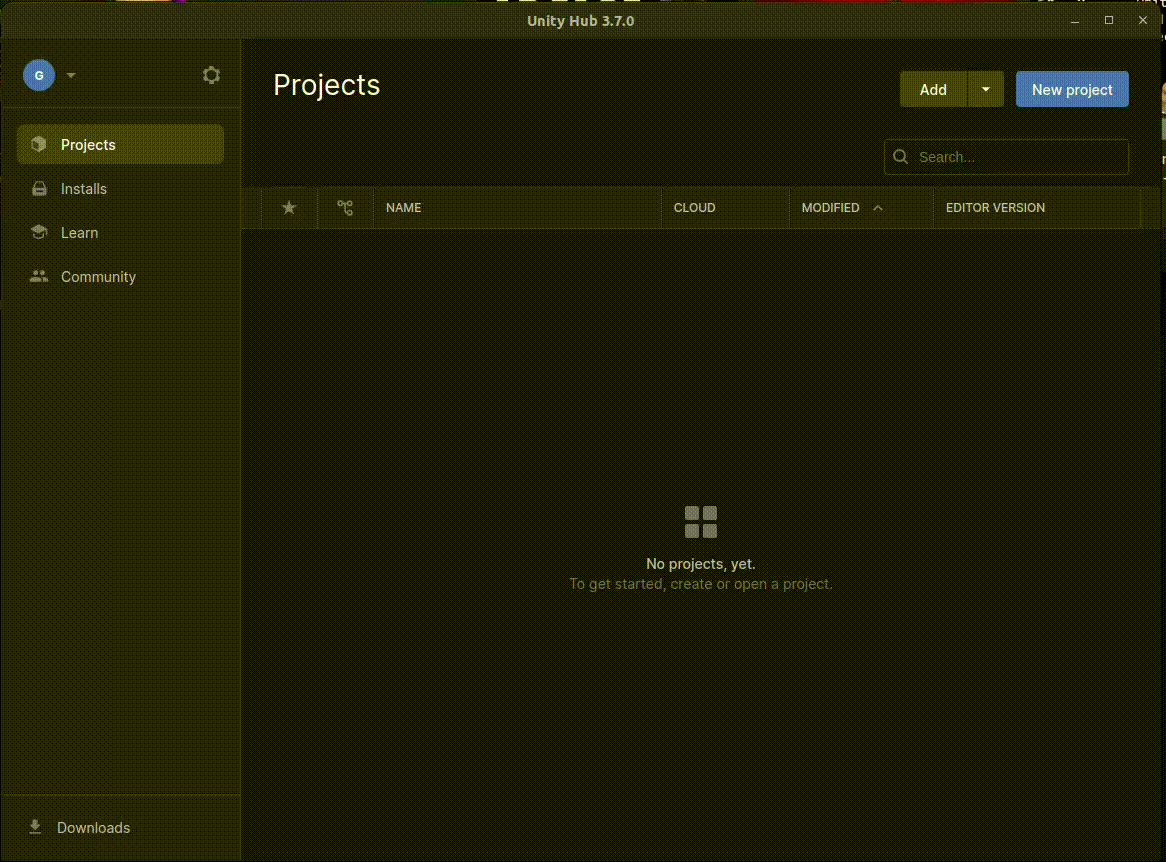 Unity Hub 3.7.0
G
Projects
Installs
Learn
Community
Downloads
Projects
Add
New project
Search...
NAME
CLOUD
MODIFIED
EDITOR VERSION
No projects, yet.
To get started, create or open a project.